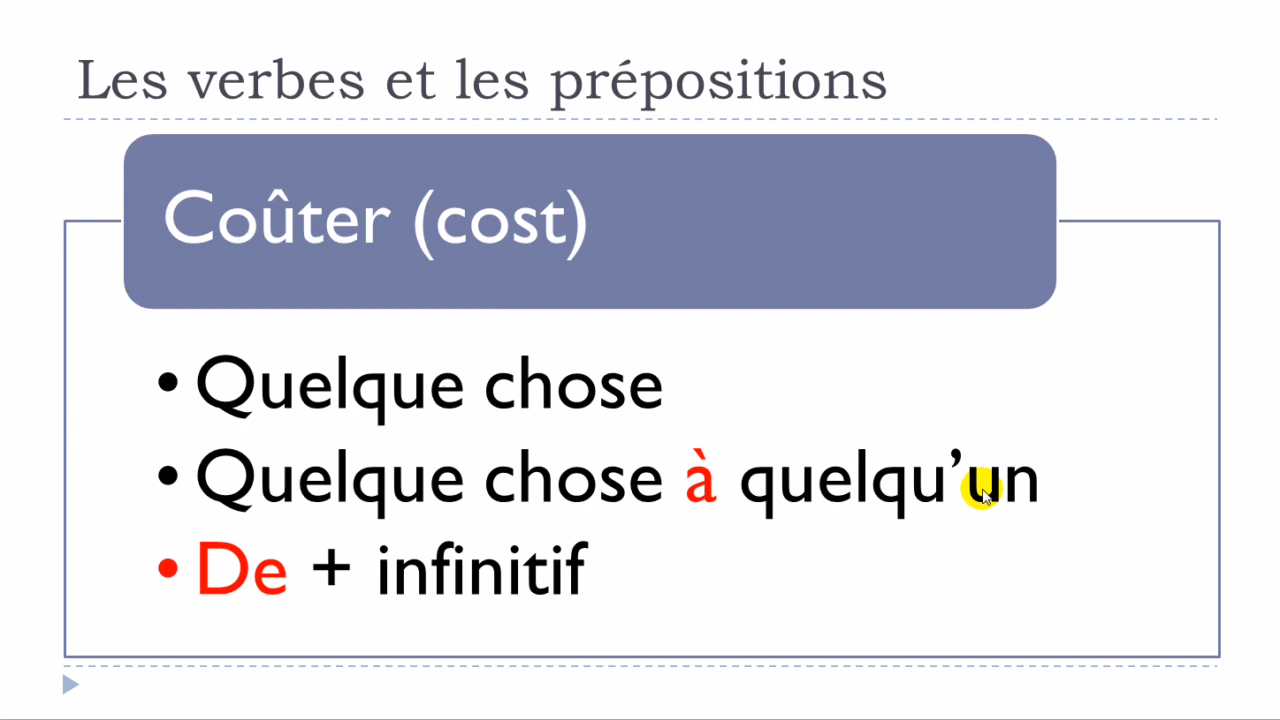 Les verbes et les prépositions
Coûter (cost)
• Quelque chose
• Quelque chose à quelqu’un
• De + infinitif